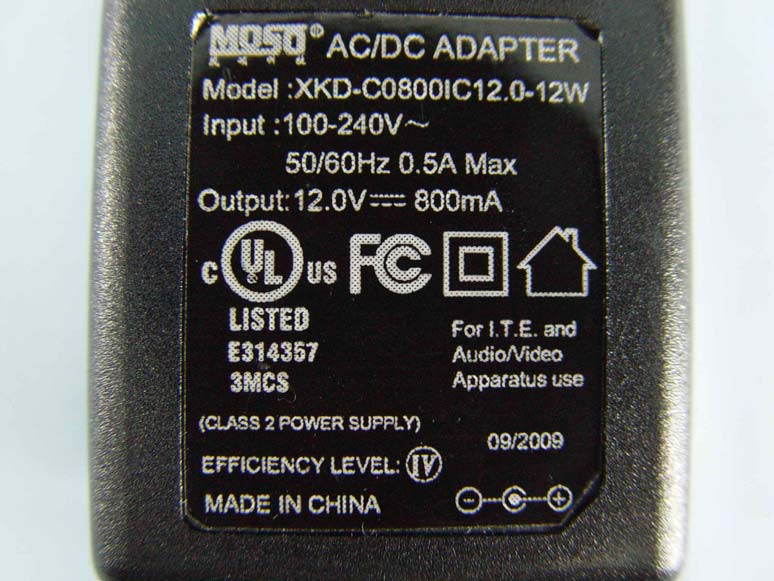 MOSO® AC/DC ADAPTER
Model :XKD-C0800IC12.0-12W
Input :100-240V~
50/60Hz 0.5A Max
Output: 12.0V⎓ 800mA
C UL US FC
LISTED
E314357
3MCS
For I.T.E. and
Audio/Video
Apparatus use
(CLASS 2 POWER SUPPLY)
09/2009
EFFICIENCY LEVEL: IV
MADE IN CHINA